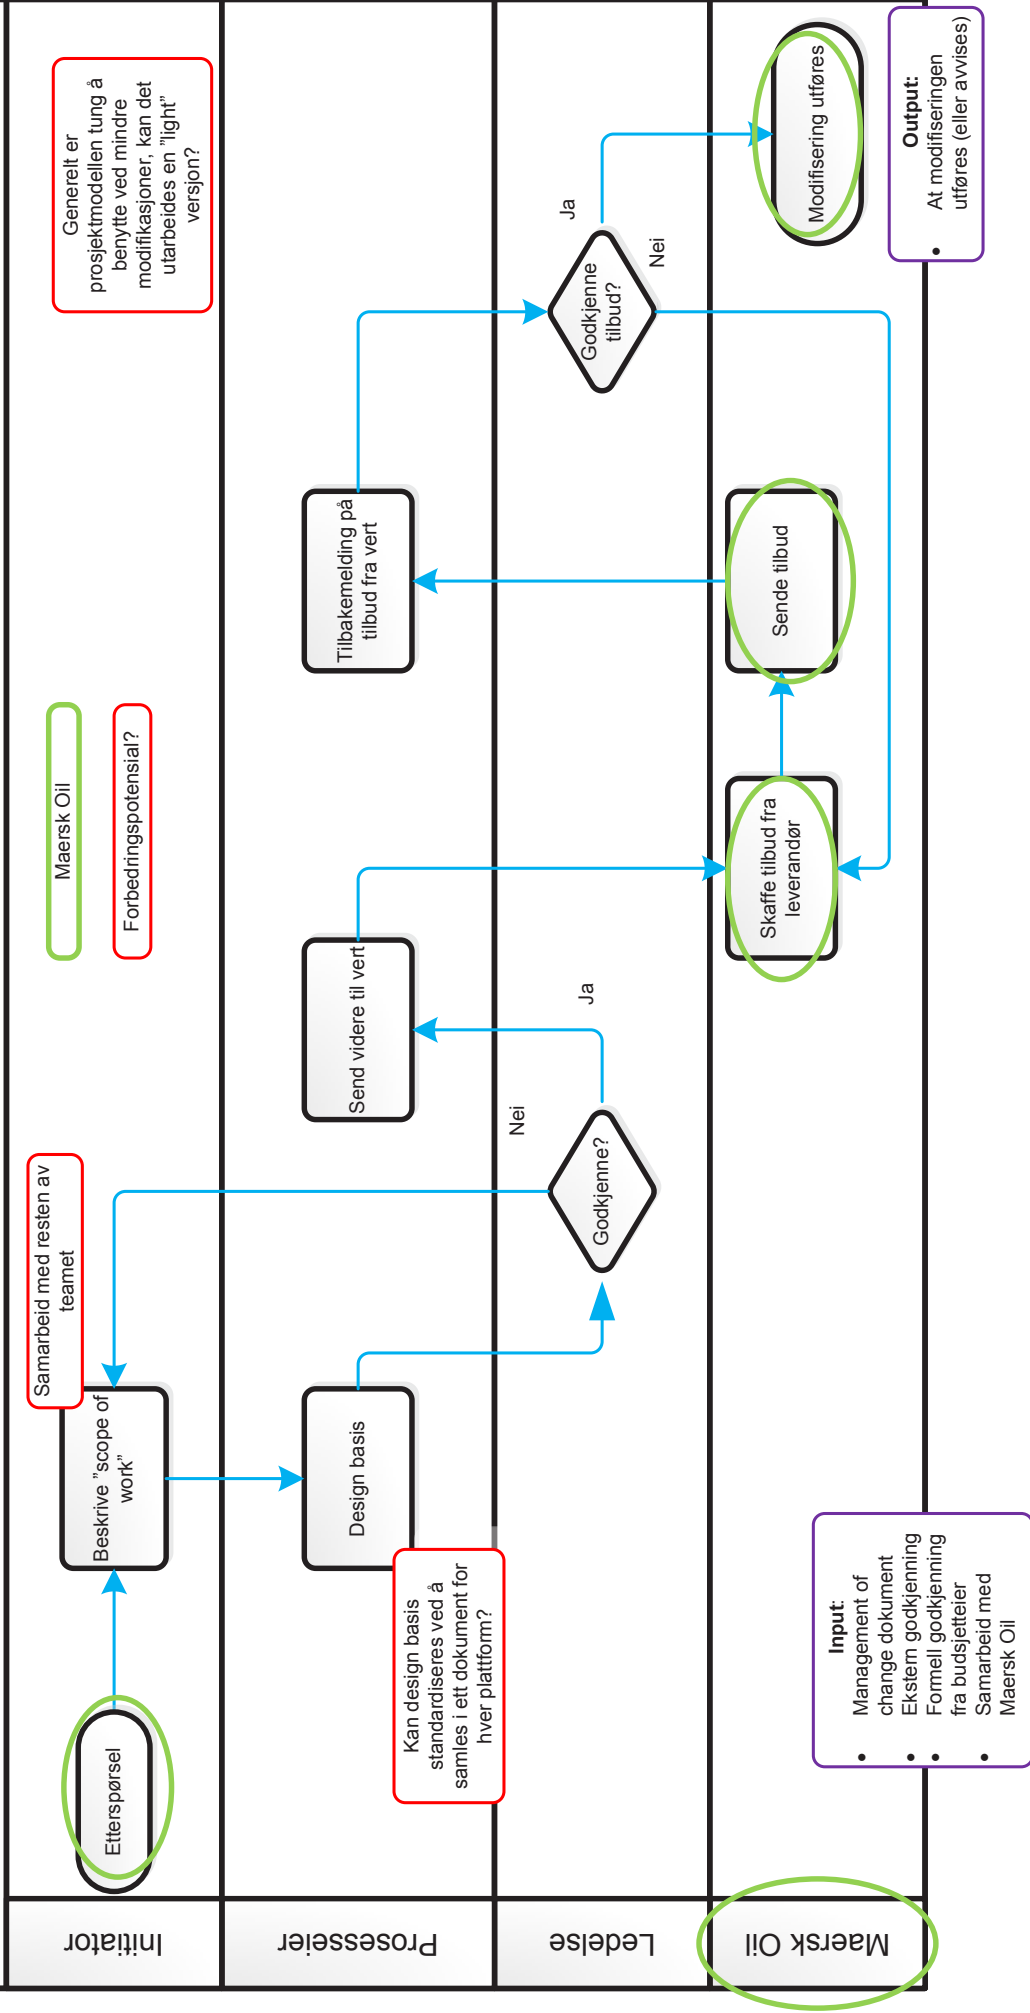 Initiator
Prosesseier
Ledelse
Maersk Oil
Etterspørsel
Beskrive ”scope of
work”
Samarbeid med resten av
teamet
Maersk Oil
Forbedringspotensial?
Generelt er
prosjektmodellen tung å
benytte ved mindre
modifikasjoner, kan det
utarbeides en ”light”
versjon?
Design basis
Kan design basis
standardiseres ved å
samles i ett dokument for
hver plattform?
Send videre til vert
Tilbakemelding på
tilbud fra vert
Godkjenne?
Nei
Ja
Godkjenne
tilbud?
Ja
Nei
Skaffe tilbud fra
leverandør
Sende tilbud
Modifisering utføres
Input:
• Management of
change dokument
• Ekstern godkjenning
• Formell godkjenning
fra budsjetteier
• Samarbeid med
Maersk Oil
Output:
• At modifiseringen
utføres (eller avvises)